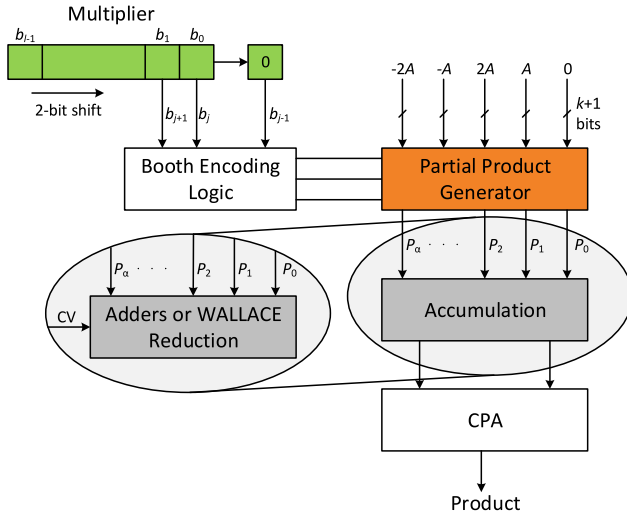 Multiplier
b_{l-1} b_1 b_0
0
2-bit shift
b_{j+1} b_j b_{j-1}
-2A -A 2A A 0
k+1
bits
Booth Encoding
Logic
Partial Product
Generator
P_α · · · P_2 P_1 P_0
Accumulation
P_α · · · P_2 P_1 P_0
CV
Adders or WALLACE
Reduction
CPA
Product